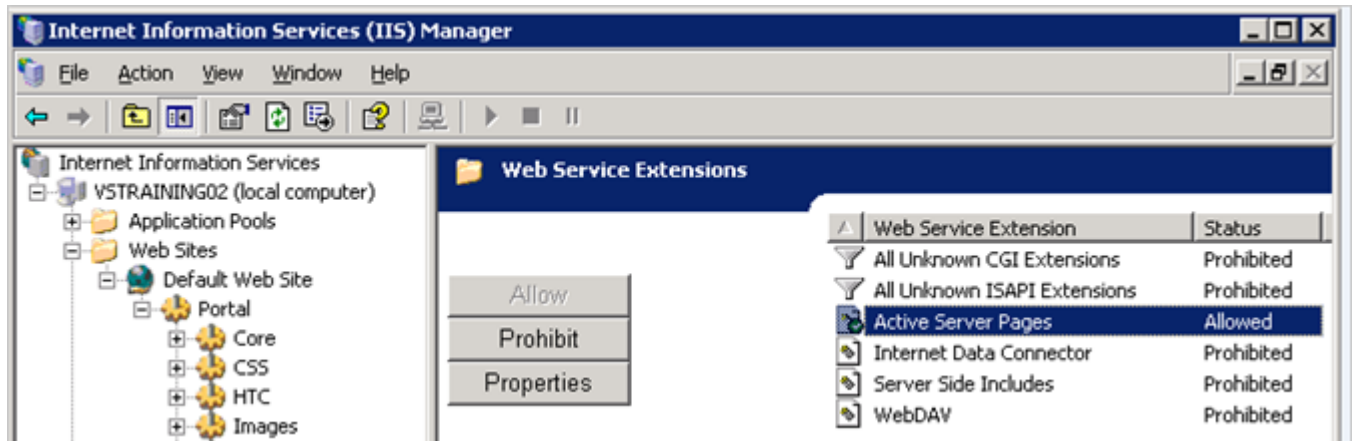 Internet Information Services (IIS) Manager
File Action View Window Help
Internet Information Services
VSTRAINING02 (local computer)
Application Pools
Web Sites
Default Web Site
Portal
Core
CSS
HTC
Images
Web Service Extensions
Allow
Prohibit
Properties
Web Service Extension Status
All Unknown CGI Extensions Prohibited
All Unknown ISAPI Extensions Prohibited
Active Server Pages Allowed
Internet Data Connector Prohibited
Server Side Includes Prohibited
WebDAV Prohibited